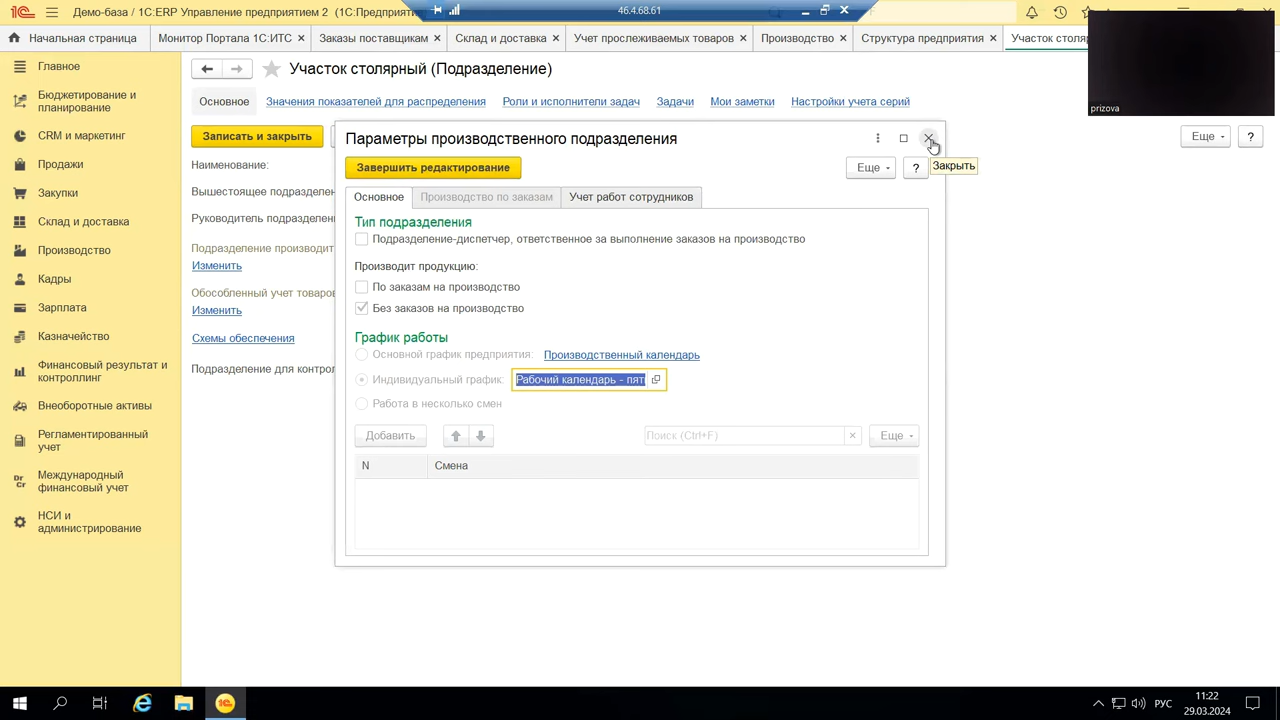 Демо-база / 1С:ERP Управление предприятием 2 (1С:Предприятие
46.4.68.61
Начальная страница
Монитор Портала 1С:ИТС
Заказы поставщикам
Склад и доставка
Учет прослеживаемых товаров
Производство
Структура предприятия
Участок столяр
prizova
Главное
Бюджетирование и
планирование
CRM и маркетинг
Продажи
Закупки
Склад и доставка
Производство
Кадры
Зарплата
Казначейство
Финансовый результат и
контроллинг
Внеоборотные активы
Регламентированный
учет
Международный
финансовый учет
НСИ и
администрирование
Участок столярный (Подразделение)
Основное
Значения показателей для распределения
Роли и исполнители задач
Задачи
Мои заметки
Настройки учета серий
Записать и закрыть
Еще
?
Наименование:
Вышестоящее подразделен
Руководитель подразделен
Подразделение производит
Изменить
Обособленный учет товаров
Изменить
Схемы обеспечения
Подразделение для контрол
Параметры производственного подразделения
Закрыть
Завершить редактирование
Еще
?
Основное
Производство по заказам
Учет работ сотрудников
Тип подразделения
Подразделение-диспетчер, ответственное за выполнение заказов на производство
Производит продукцию:
По заказам на производство
Без заказов на производство
График работы
Основной график предприятия:
Производственный календарь
Индивидуальный график:
Рабочий календарь - пят
Работа в несколько смен
Добавить
Поиск (Ctrl+F)
Еще
N
Смена
РУС
11:22
29.03.2024